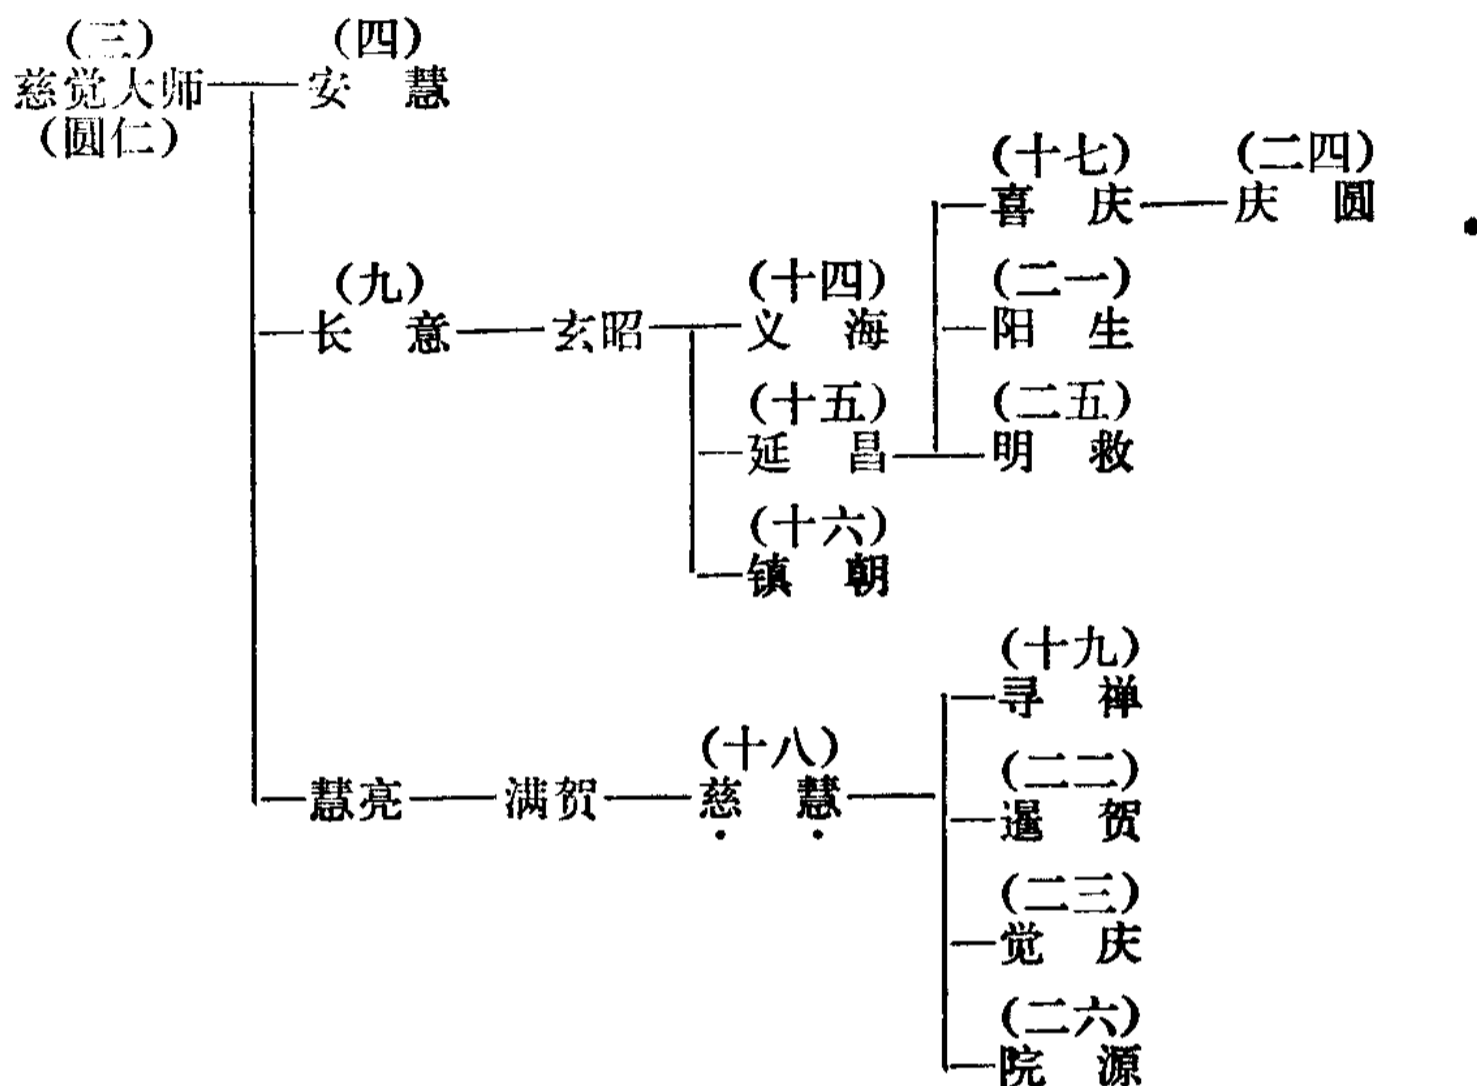 (三) (四)
慈觉大师 安 慧
(圆仁)
(十七) (二四)
喜 庆 庆 圆
(九) (十四) (二一)
长 意 玄昭 义 海 阳 生
(十五) (二五)
延 昌 明 救
(十六)
镇 朝
(十九)
寻 禅
(十八) (二二)
慧亮 满贺 慈 慧 暹 贺
(二三)
觉 庆
(二六)
院 源